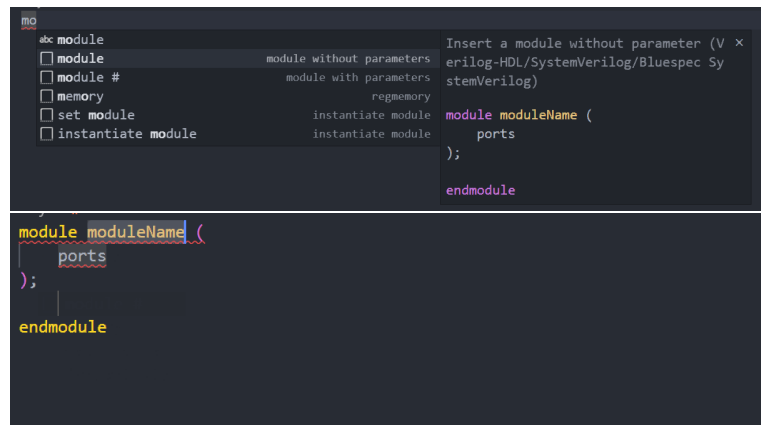 mo
abc module
module module without parameters
module # module with parameters
memory regmemory
set module instantiate module
instantiate module instantiate module
Insert a module without parameter (V
erilog-HDL/SystemVerilog/Bluespec Sy
stemVerilog)
module moduleName (
ports
);
endmodule
module moduleName (
ports
);
endmodule